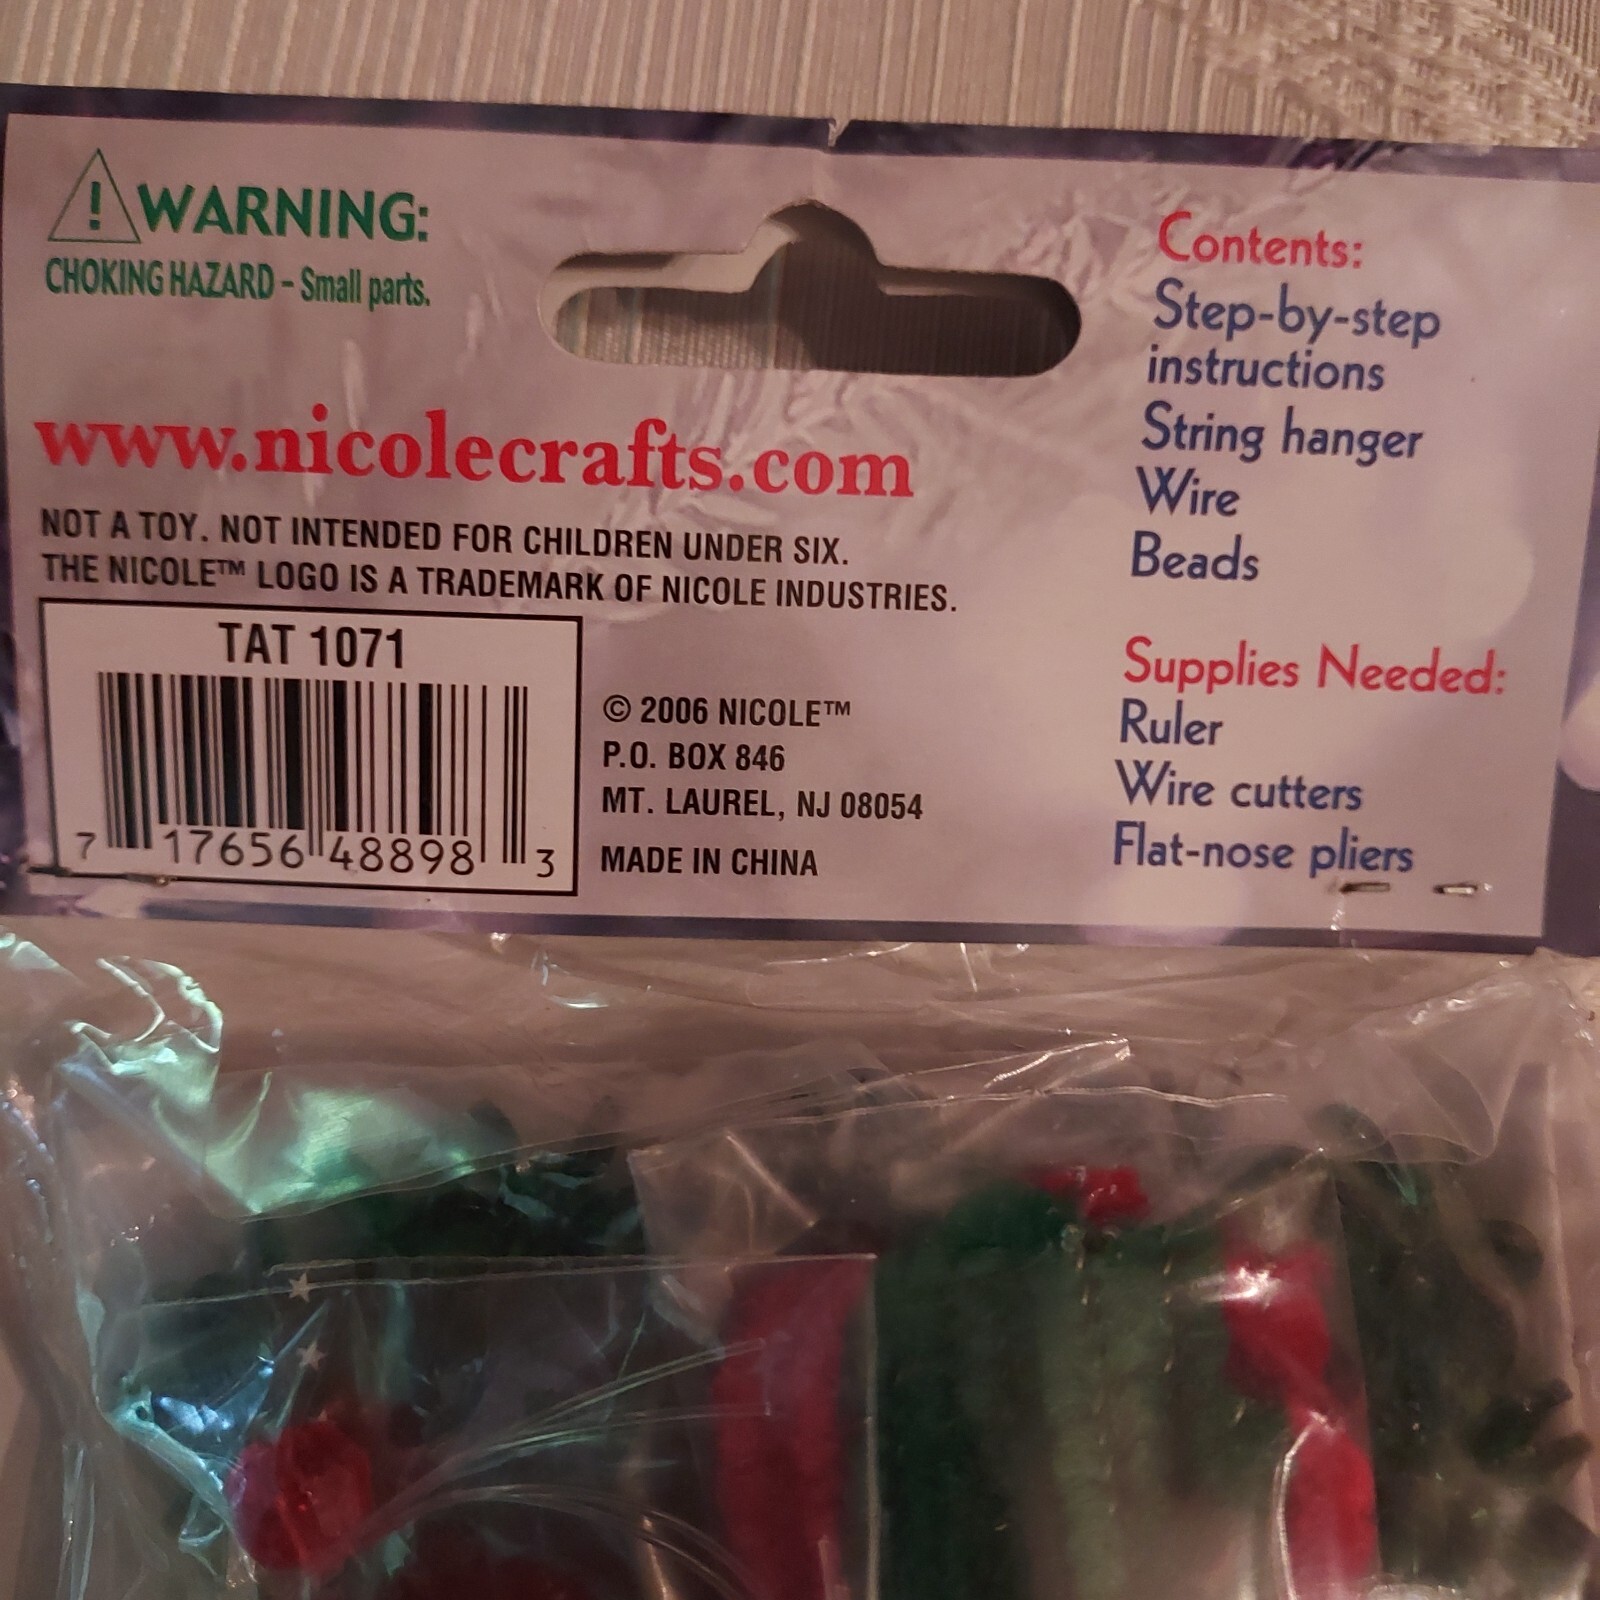 ! WARNING:
CHOKING HAZARD - Small parts.
www.nicolecrafts.com
NOT A TOY. NOT INTENDED FOR CHILDREN UNDER SIX.
THE NICOLE™ LOGO IS A TRADEMARK OF NICOLE INDUSTRIES.
TAT 1071
7 17656 48898 3
© 2006 NICOLE™
P.O. BOX 846
MT. LAUREL, NJ 08054
MADE IN CHINA
Contents:
Step-by-step
instructions
String hanger
Wire
Beads
Supplies Needed:
Ruler
Wire cutters
Flat-nose pliers